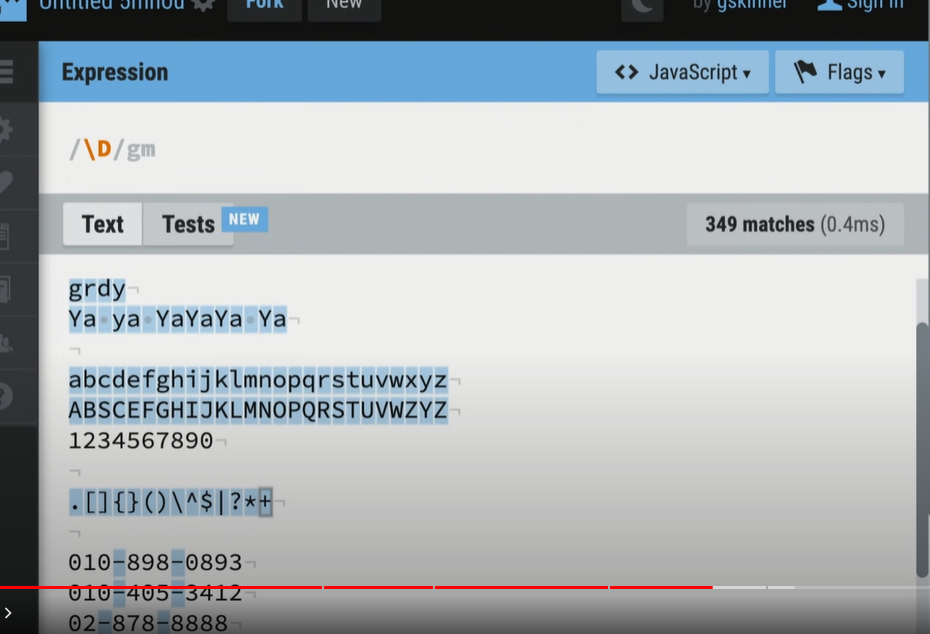 Untitled 5mhod Fork New by gskinner Sign In
Expression <> JavaScript ▾ Flags ▾
/\D/gm
Text Tests NEW 349 matches (0.4ms)
grdy
Ya ya YaYaYa Ya
abcdefghijklmnopqrstuvwxyz
ABSCEFGHIJKLMNOPQRSTUVWZYZ
1234567890
.[]{}()\^$|?*+
010-898-0893
010-405-3412
02-878-8888